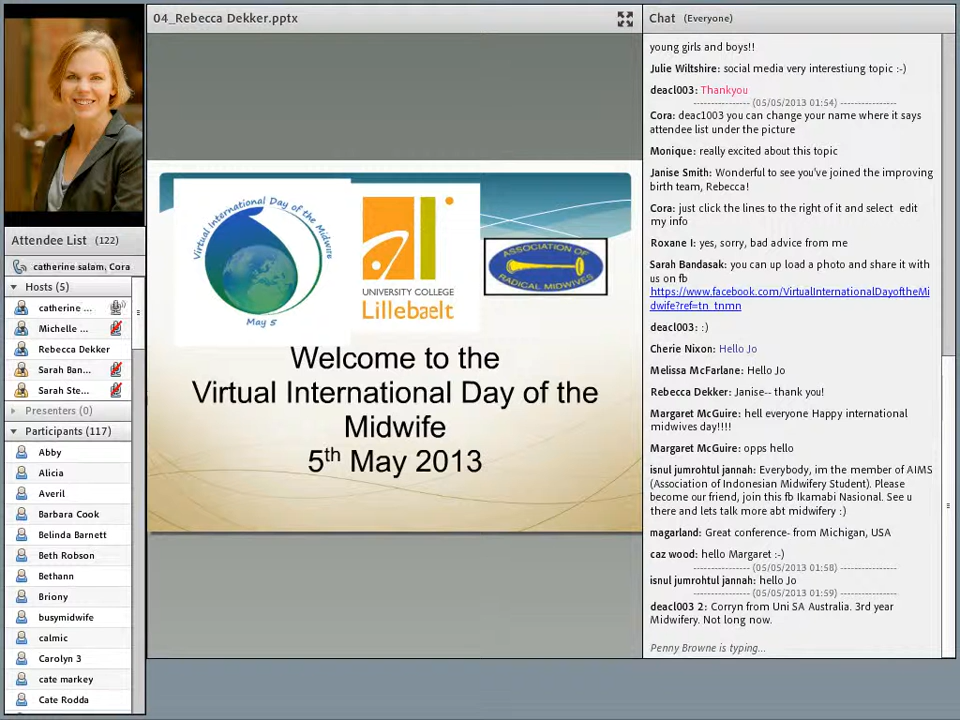 04_Rebecca Dekker.pptx
Attendee List (122)
catherine salam, Cora
Hosts (5)
catherine ...
Michelle ...
Rebecca Dekker
Sarah Ban...
Sarah Ste...
Presenters (0)
Participants (117)
Abby
Alicia
Averil
Barbara Cook
Belinda Barnett
Beth Robson
Bethann
Briony
busymidwife
calmic
Carolyn 3
cate markey
Cate Rodda
Virtual International Day of the Midwife
May 5
UNIVERSITY COLLEGE
Lillebaelt
ASSOCIATION OF
RADICAL MIDWIVES
Welcome to the
Virtual International Day of the
Midwife
5th May 2013
Chat (Everyone)
young girls and boys!!
Julie Wiltshire: social media very interestiung topic :-)
deacl003: Thankyou
---------------- (05/05/2013 01:54) ----------------
Cora: deac1003 you can change your name where it says
attendee list under the picture
Monique: really excited about this topic
Janise Smith: Wonderful to see you've joined the improving
birth team, Rebecca!
Cora: just click the lines to the right of it and select edit
my info
Roxane I: yes, sorry, bad advice from me
Sarah Bandasak: you can up load a photo and share it with
us on fb
https://www.facebook.com/VirtualInternationalDayoftheMi
dwife?ref=tn_tnmn
deacl003: :)
Cherie Nixon: Hello Jo
Melissa McFarlane: Hello Jo
Rebecca Dekker: Janise-- thank you!
Margaret McGuire: hell everyone Happy international
midwives day!!!!
Margaret McGuire: opps hello
isnul jumrohtul jannah: Everybody, im the member of AIMS
(Association of Indonesian Midwifery Student). Please
become our friend, join this fb Ikamabi Nasional. See u
there and lets talk more abt midwifery :)
magarland: Great conference- from Michigan, USA
caz wood: hello Margaret :-)
---------------- (05/05/2013 01:58) ----------------
isnul jumrohtul jannah: hello Jo
---------------- (05/05/2013 01:59) ----------------
deacl003 2: Corryn from Uni SA Australia. 3rd year
Midwifery. Not long now.
Penny Browne is typing...